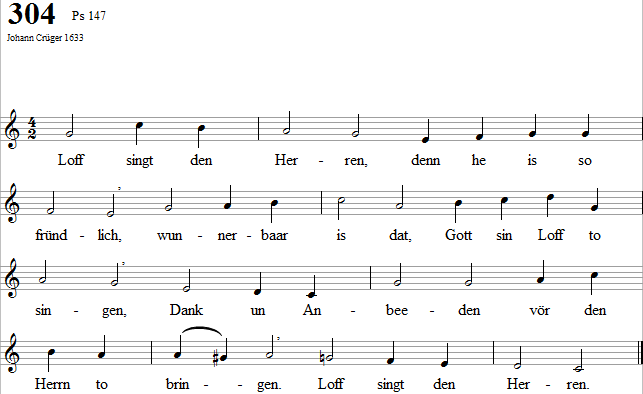 304 Ps 147
Johann Crüger 1633
4
2
Loff singt den Her - ren, denn he is so
fründ - lich, wun - ner - baar is dat, Gott sin Loff to
sin - gen, Dank un An - bee - den vör den
Herrn to brin - - gen. Loff singt den Her - ren.